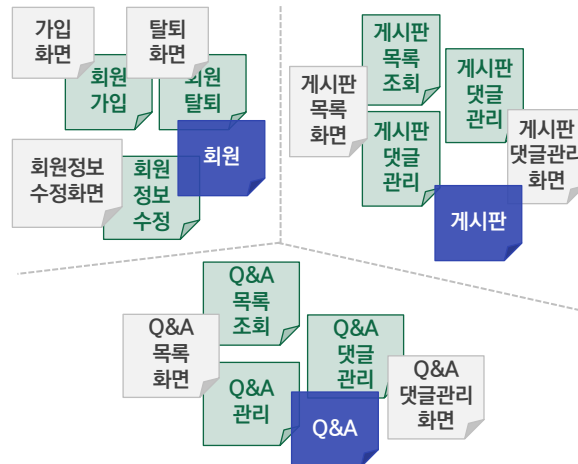 가입
화면
탈퇴
화면
회원
가입
회원
탈퇴
회원
회원정보
수정화면
회원
정보
수정
게시판
목록
조회
게시판
댓글
관리
게시판
목록
화면
게시판
댓글
관리
게시판
댓글관리
화면
게시판
Q&A
목록
조회
Q&A
목록
화면
Q&A
댓글
관리
Q&A
관리
Q&A
댓글관리
화면
Q&A